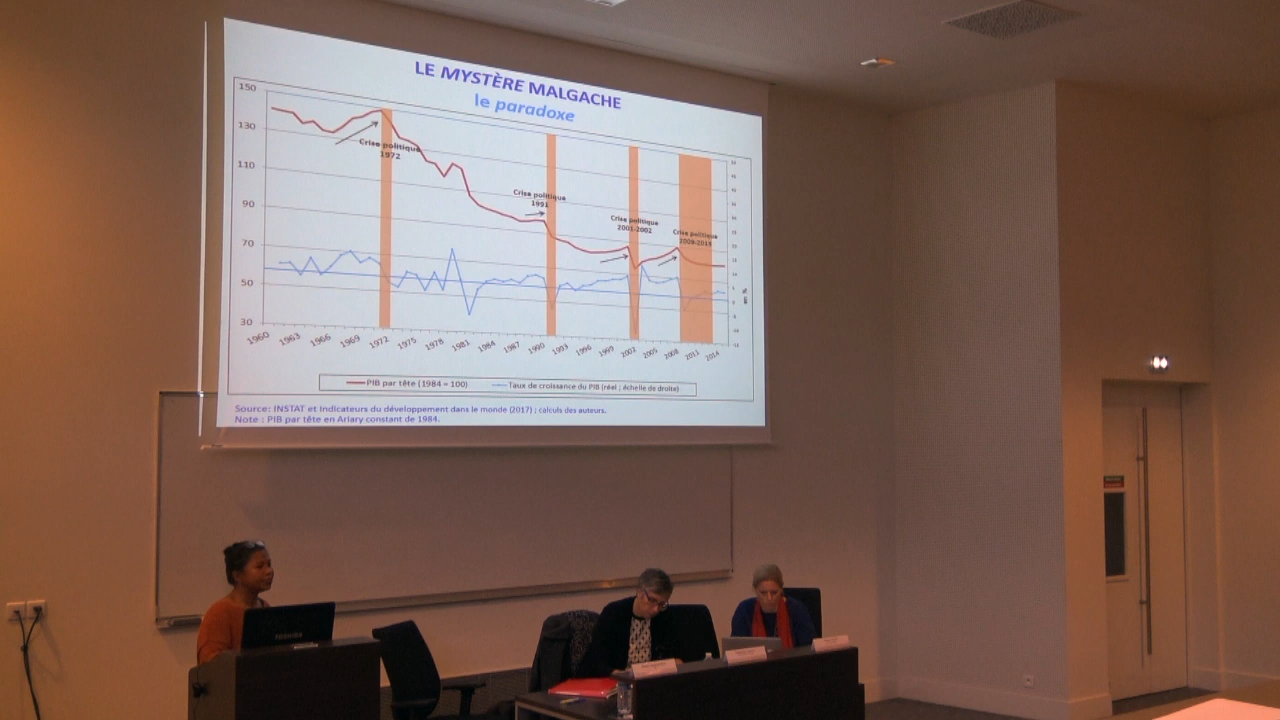 LE MYSTÈRE MALGACHE
le paradoxe
150
130
110
90
70
50
30
Crise politique
1972
Crise politique
1991
Crise politique
2001-2002
Crise politique
2009-2013
1960 1963 1966 1969 1972 1975 1978 1981 1984 1987 1990 1993 1996 1999 2002 2005 2008 2011 2014
PIB par tête (1984 = 100)
Taux de croissance du PIB (réel ; échelle de droite)
Source: INSTAT et Indicateurs du développement dans le monde (2017) ; calculs des auteurs.
Note : PIB par tête en Ariary constant de 1984.
TOSHIBA